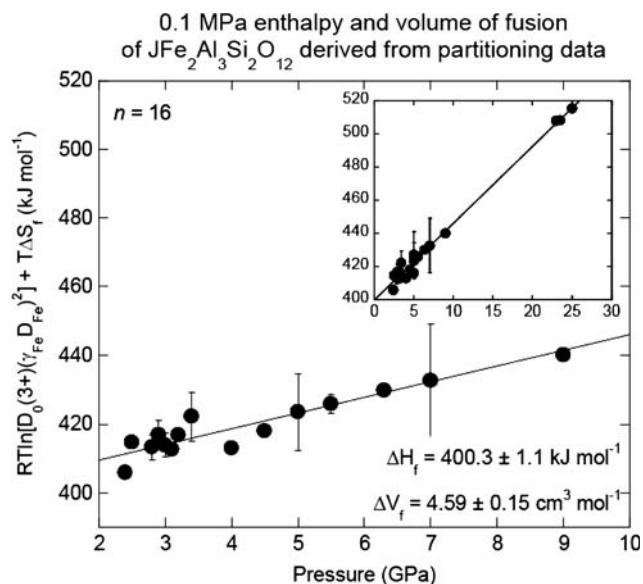 0.1 MPa enthalpy and volume of fusion
of JFe₂Al₃Si₂O₁₂ derived from partitioning data
RTln[D₀(3+)(γFe DFe)²] + TΔSf (kJ mol⁻¹)
520
500
480
460
440
420
400
n = 16
520
500
480
460
440
420
400
0 5 10 15 20 25 30
ΔHf = 400.3 ± 1.1 kJ mol⁻¹
ΔVf = 4.59 ± 0.15 cm³ mol⁻¹
2 3 4 5 6 7 8 9 10
Pressure (GPa)